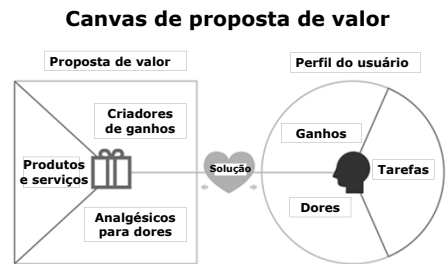 Canvas de proposta de valor
Proposta de valor
Perfil do usuário
Criadores
de ganhos
Ganhos
Produtos
e serviços
Solução
Tarefas
Analgésicos
para dores
Dores